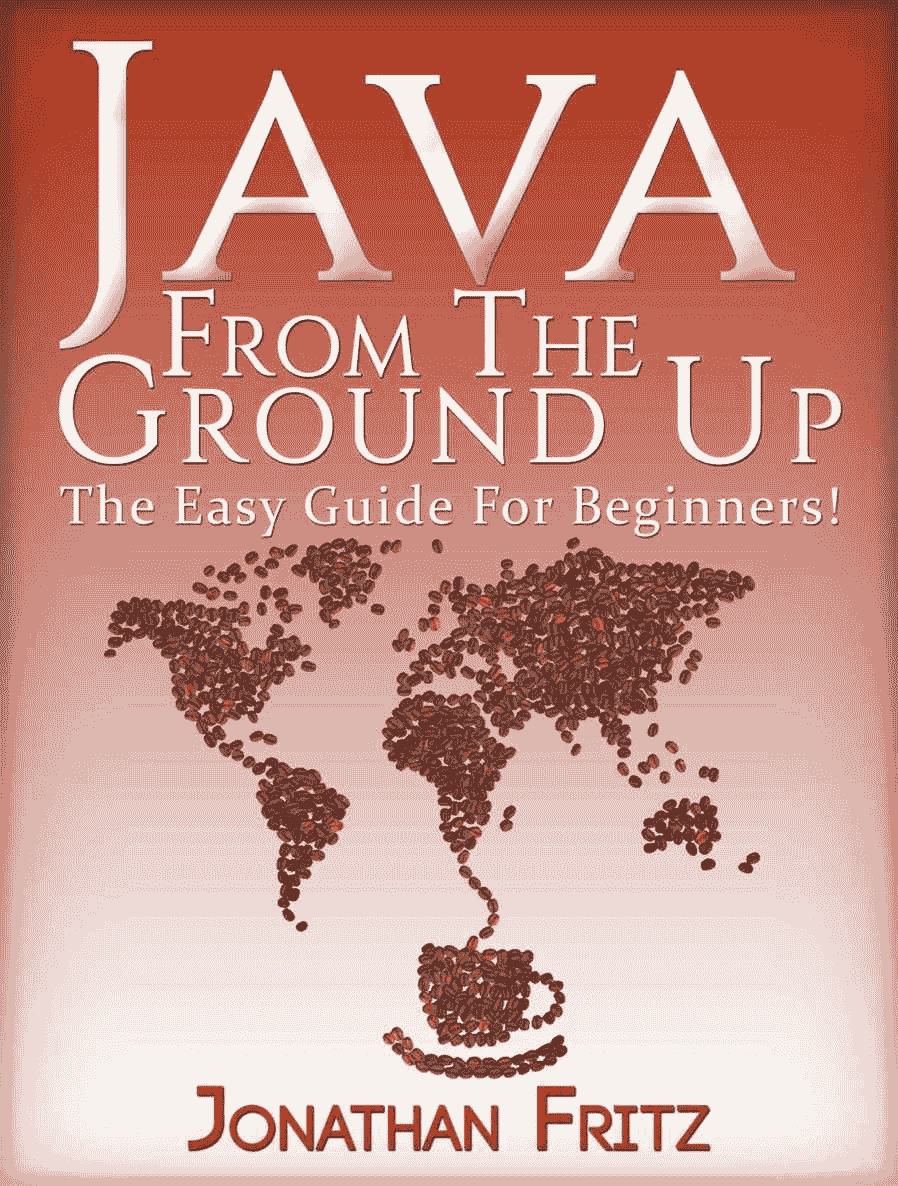 JAVA
FROM THE
GROUND UP
The Easy Guide For Beginners!
JONATHAN FRITZ